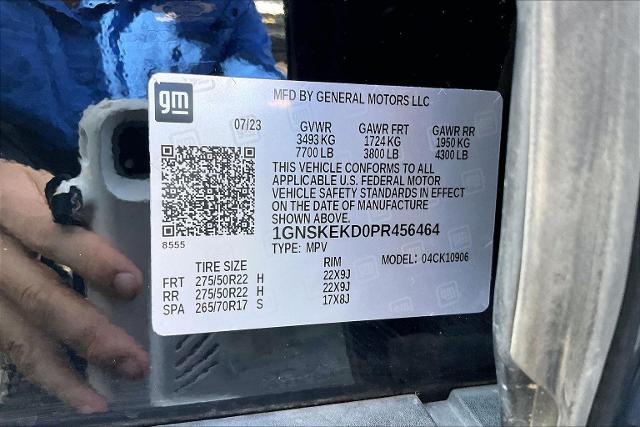 gm
MFD BY GENERAL MOTORS LLC
07/23 GVWR GAWR FRT GAWR RR
3493 KG 1724 KG 1950 KG
7700 LB 3800 LB 4300 LB
THIS VEHICLE CONFORMS TO ALL
APPLICABLE U.S. FEDERAL MOTOR
VEHICLE SAFETY STANDARDS IN EFFECT
ON THE DATE OF MANUFACTURE
SHOWN ABOVE.
1GNSKEKD0PR456464
8555 TYPE: MPV
TIRE SIZE RIM MODEL: 04CK10906
FRT 275/50R22 H 22X9J
RR 275/50R22 H 22X9J
SPA 265/70R17 S 17X8J